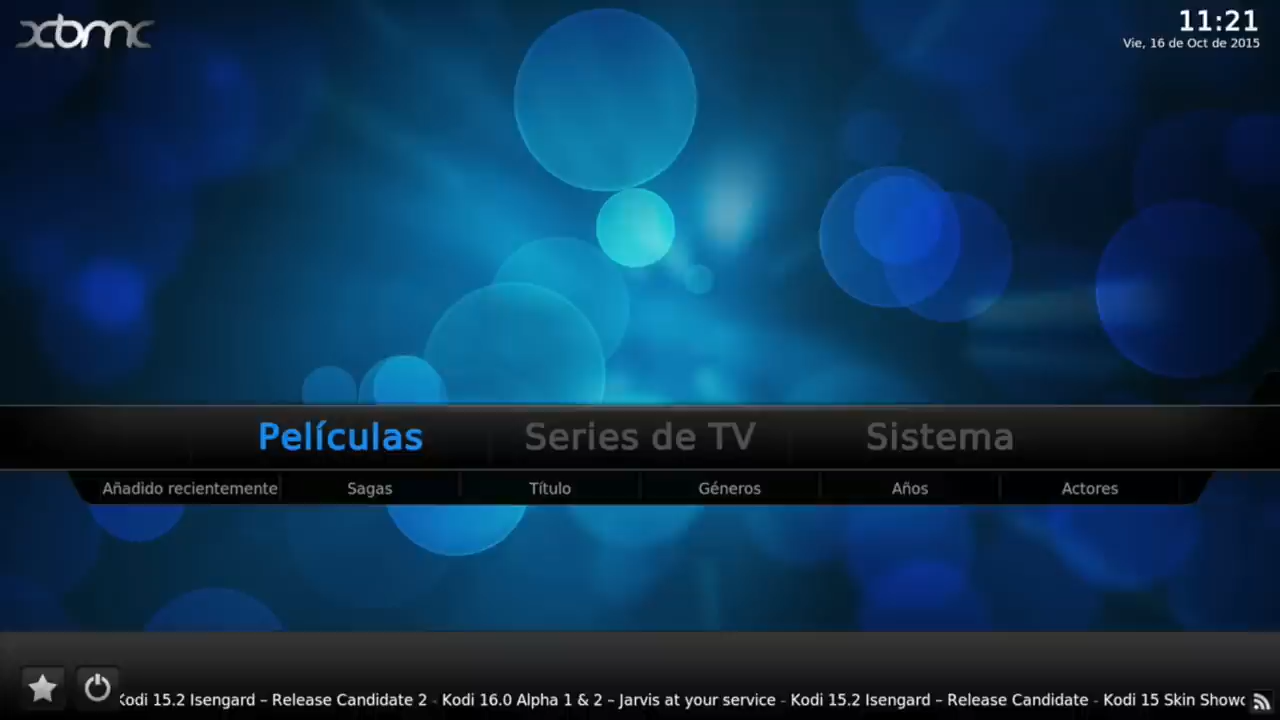 xbmc
11:21
Vie, 16 de Oct de 2015
Películas Series de TV Sistema
Añadido recientemente Sagas Título Géneros Años Actores
Kodi 15.2 Isengard – Release Candidate 2 - Kodi 16.0 Alpha 1 & 2 – Jarvis at your service - Kodi 15.2 Isengard – Release Candidate - Kodi 15 Skin